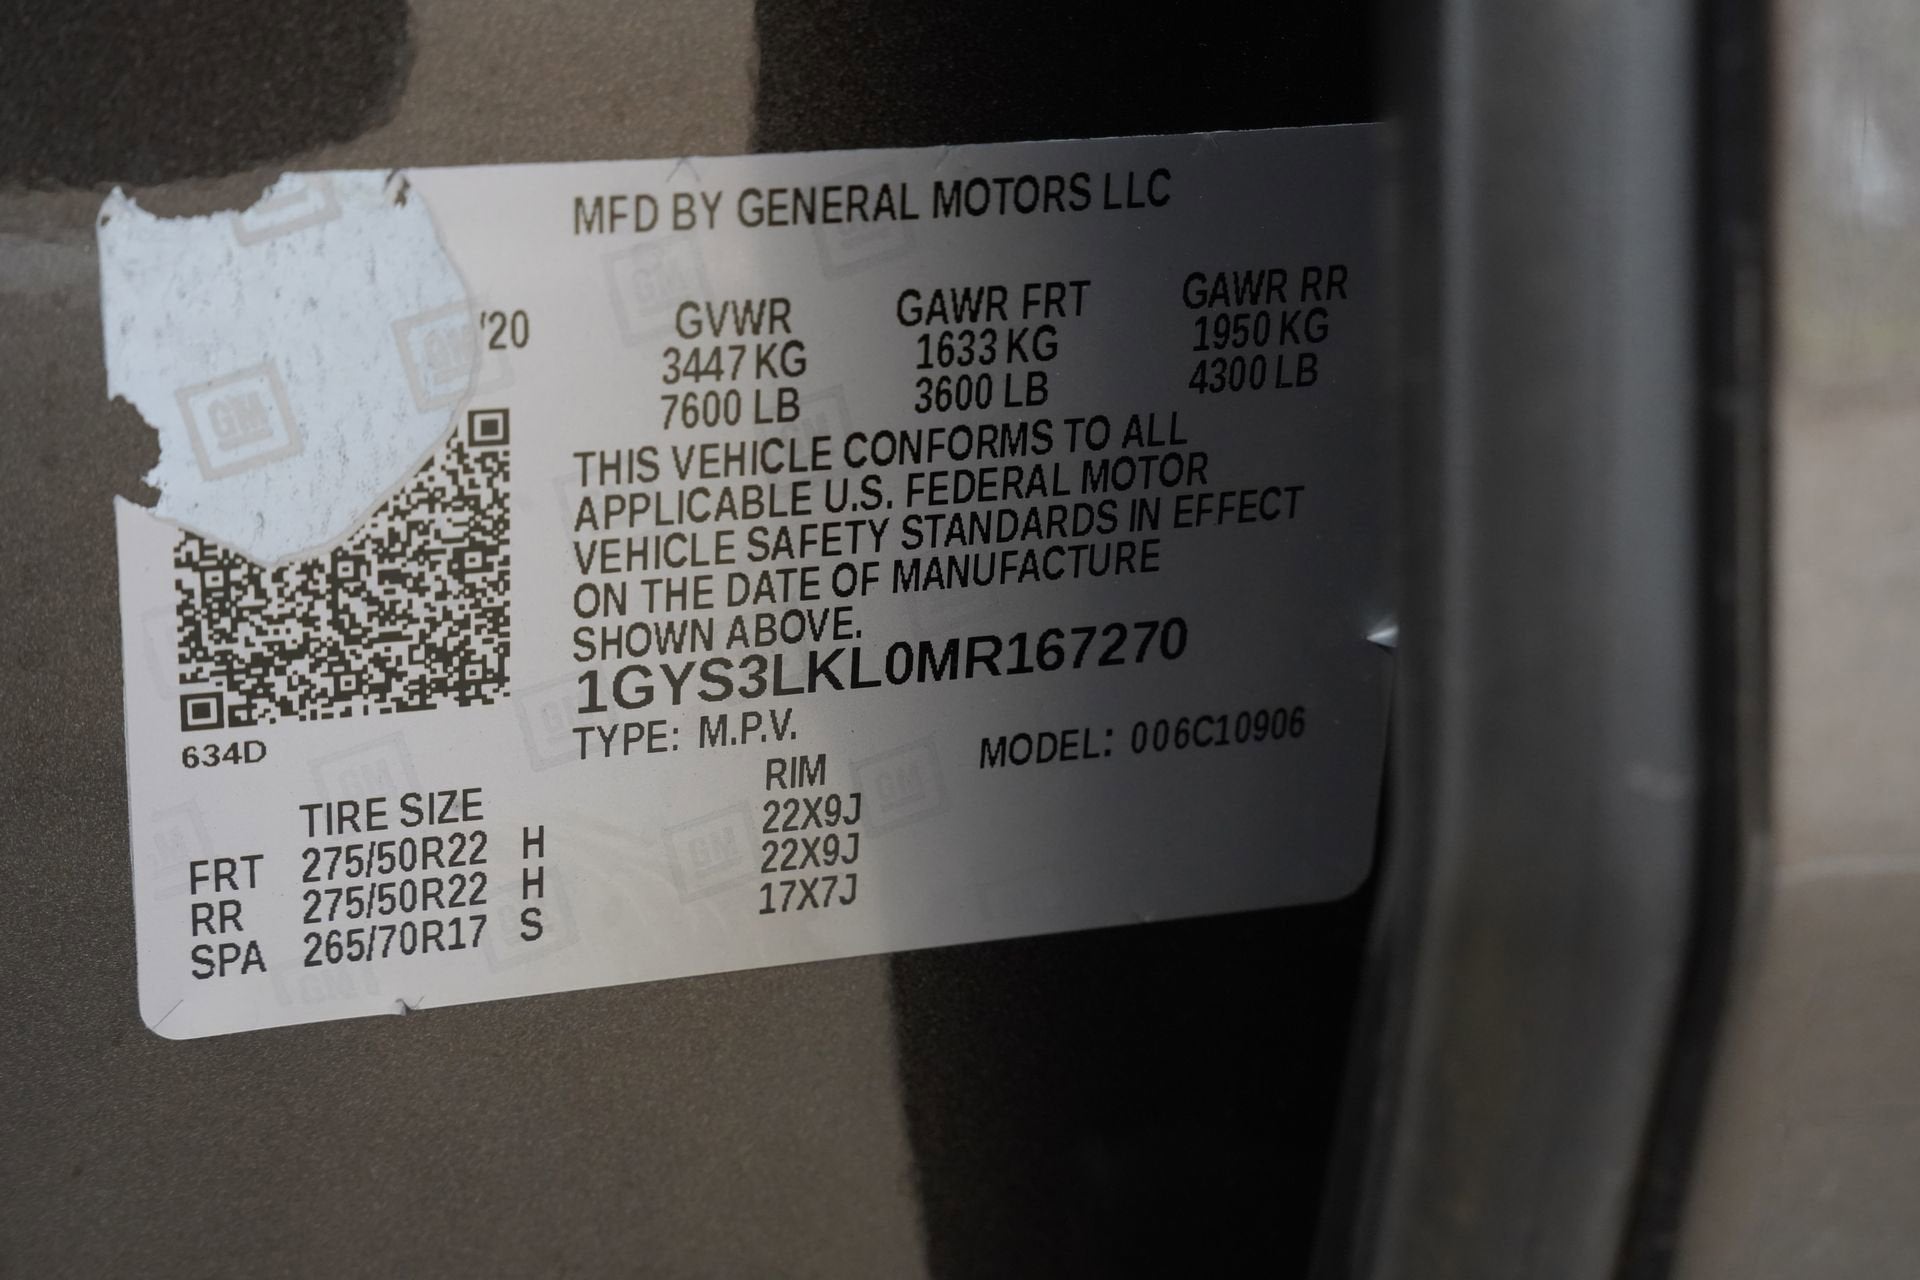 MFD BY GENERAL MOTORS LLC
'20 GVWR GAWR FRT GAWR RR
3447 KG 1633 KG 1950 KG
7600 LB 3600 LB 4300 LB
THIS VEHICLE CONFORMS TO ALL
APPLICABLE U.S. FEDERAL MOTOR
VEHICLE SAFETY STANDARDS IN EFFECT
ON THE DATE OF MANUFACTURE
SHOWN ABOVE.
1GYS3LKL0MR167270
634D TYPE: M.P.V. MODEL: 006C10906
TIRE SIZE RIM
FRT 275/50R22 H 22X9J
RR 275/50R22 H 22X9J
SPA 265/70R17 S 17X7J
GM
GM